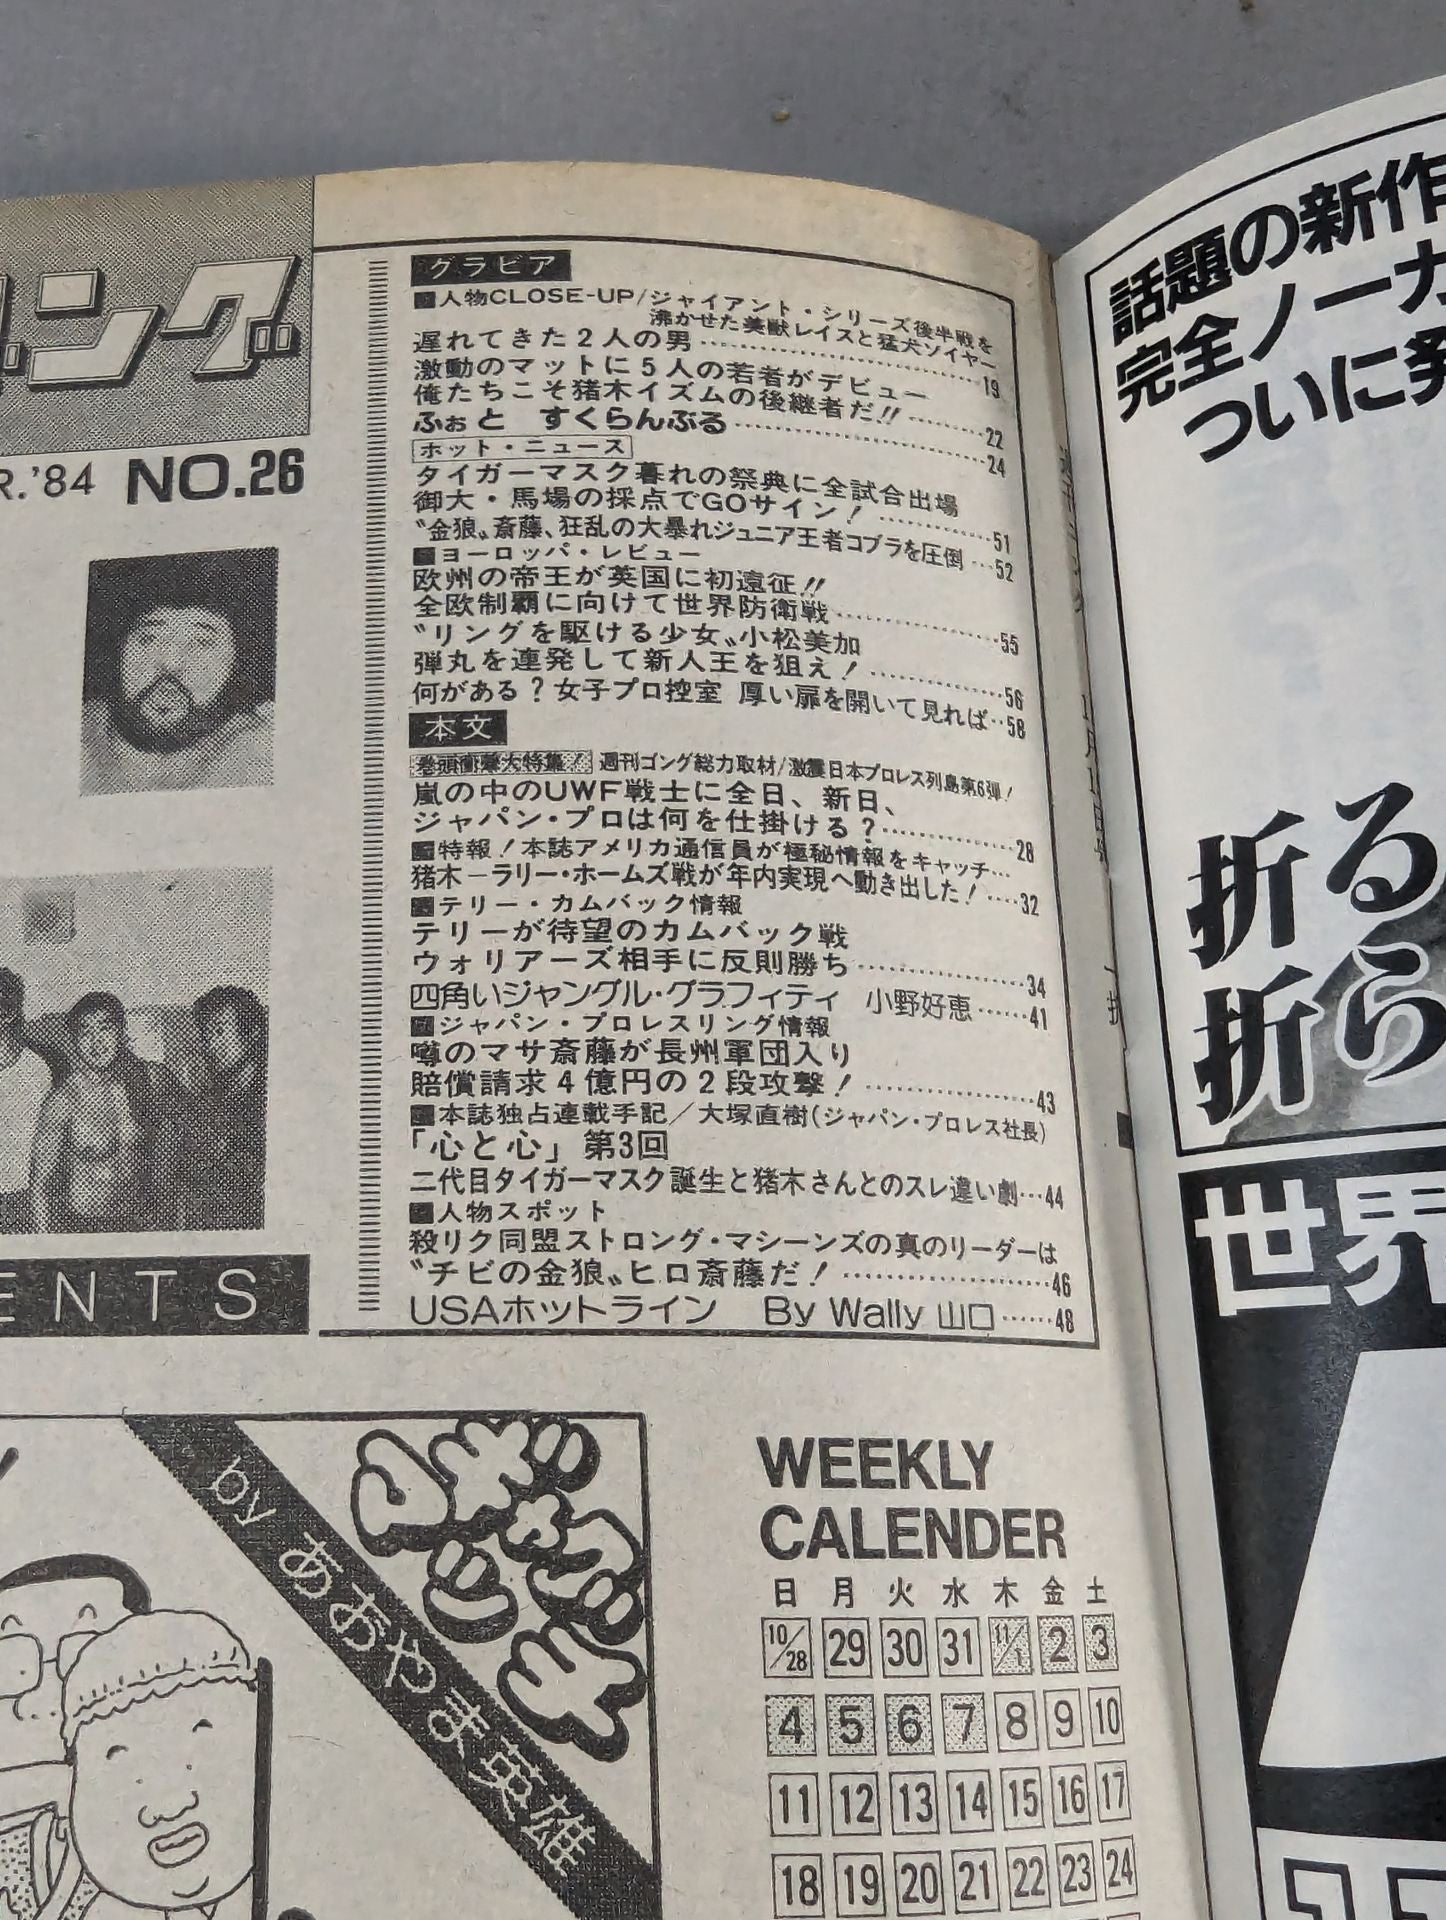 ング
R.'84 NO.26
ENTS
グラビア
人物CLOSE-UP/ジャイアント・シリーズ後半戦を
沸かせた美獣レイスと猛犬ソイヤー
遅れてきた2人の男……19
激動のマットに5人の若者がデビュー
俺たちこそ猪木イズムの後継者だ!!……22
ふぉと すくらんぶる……24
ホット・ニュース
タイガーマスク暮れの祭典に全試合出場
御大・馬場の採点でGOサイン!……51
〝金狼〟斎藤、狂乱の大暴れジュニア王者コブラを圧倒…52
ヨーロッパ・レビュー
欧州の帝王が英国に初遠征!!
全欧制覇に向けて世界防衛戦……55
〝リングを駆ける少女〟小松美加
弾丸を連発して新人王を狙え!……56
何がある?女子プロ控室 厚い扉を開いて見れば…58
本文
巻頭衝撃大特集! 週刊ゴング総力取材/激震日本プロレス列島第6弾!
嵐の中のUWF戦士に全日、新日、
ジャパン・プロは何を仕掛ける?……28
特報!本誌アメリカ通信員が極秘情報をキャッチ…
猪木ーラリー・ホームズ戦が年内実現へ動き出した!……32
テリー・カムバック情報
テリーが待望のカムバック戦
ウォリアーズ相手に反則勝ち……34
四角いジャングル・グラフィティ 小野好恵……41
ジャパン・プロレスリング情報
噂のマサ斎藤が長州軍団入り
賠償請求4億円の2段攻撃!……43
本誌独占連載手記/大塚直樹(ジャパン・プロレス社長)
「心と心」第3回
二代目タイガーマスク誕生と猪木さんとのスレ違い劇…44
人物スポット
殺リク同盟ストロング・マシーンズの真のリーダーは
〝チビの金狼〟ヒロ斎藤だ!……46
USAホットライン By Wally 山口……48
by あおやま英雄
WEEKLY
CALENDER
日 月 火 水 木 金 土
10/28 29 30 31 11/1 2 3
4 5 6 7 8 9 10
11 12 13 14 15 16 17
18 19 20 21 22 23 24
話題の新作
完全ノーカ
ついに発
折る
折ら
世界